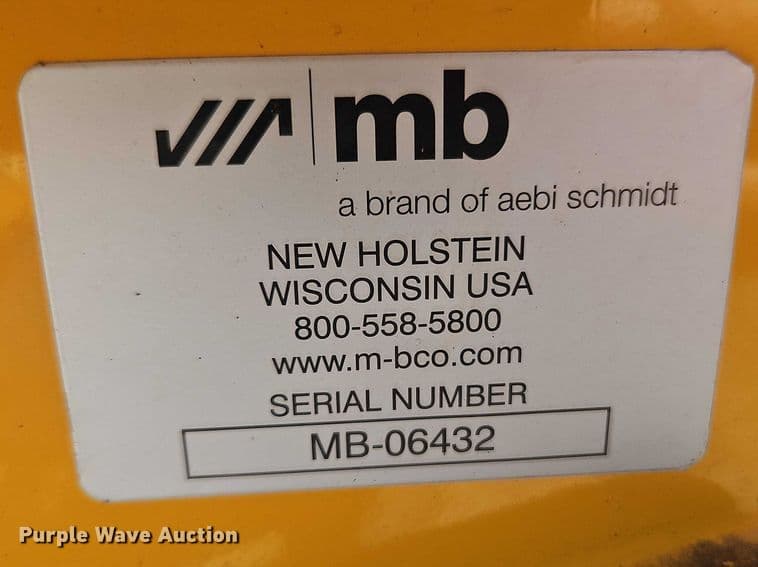 mb
a brand of aebi schmidt
NEW HOLSTEIN
WISCONSIN USA
800-558-5800
www.m-bco.com
SERIAL NUMBER
MB-06432
Purple Wave Auction